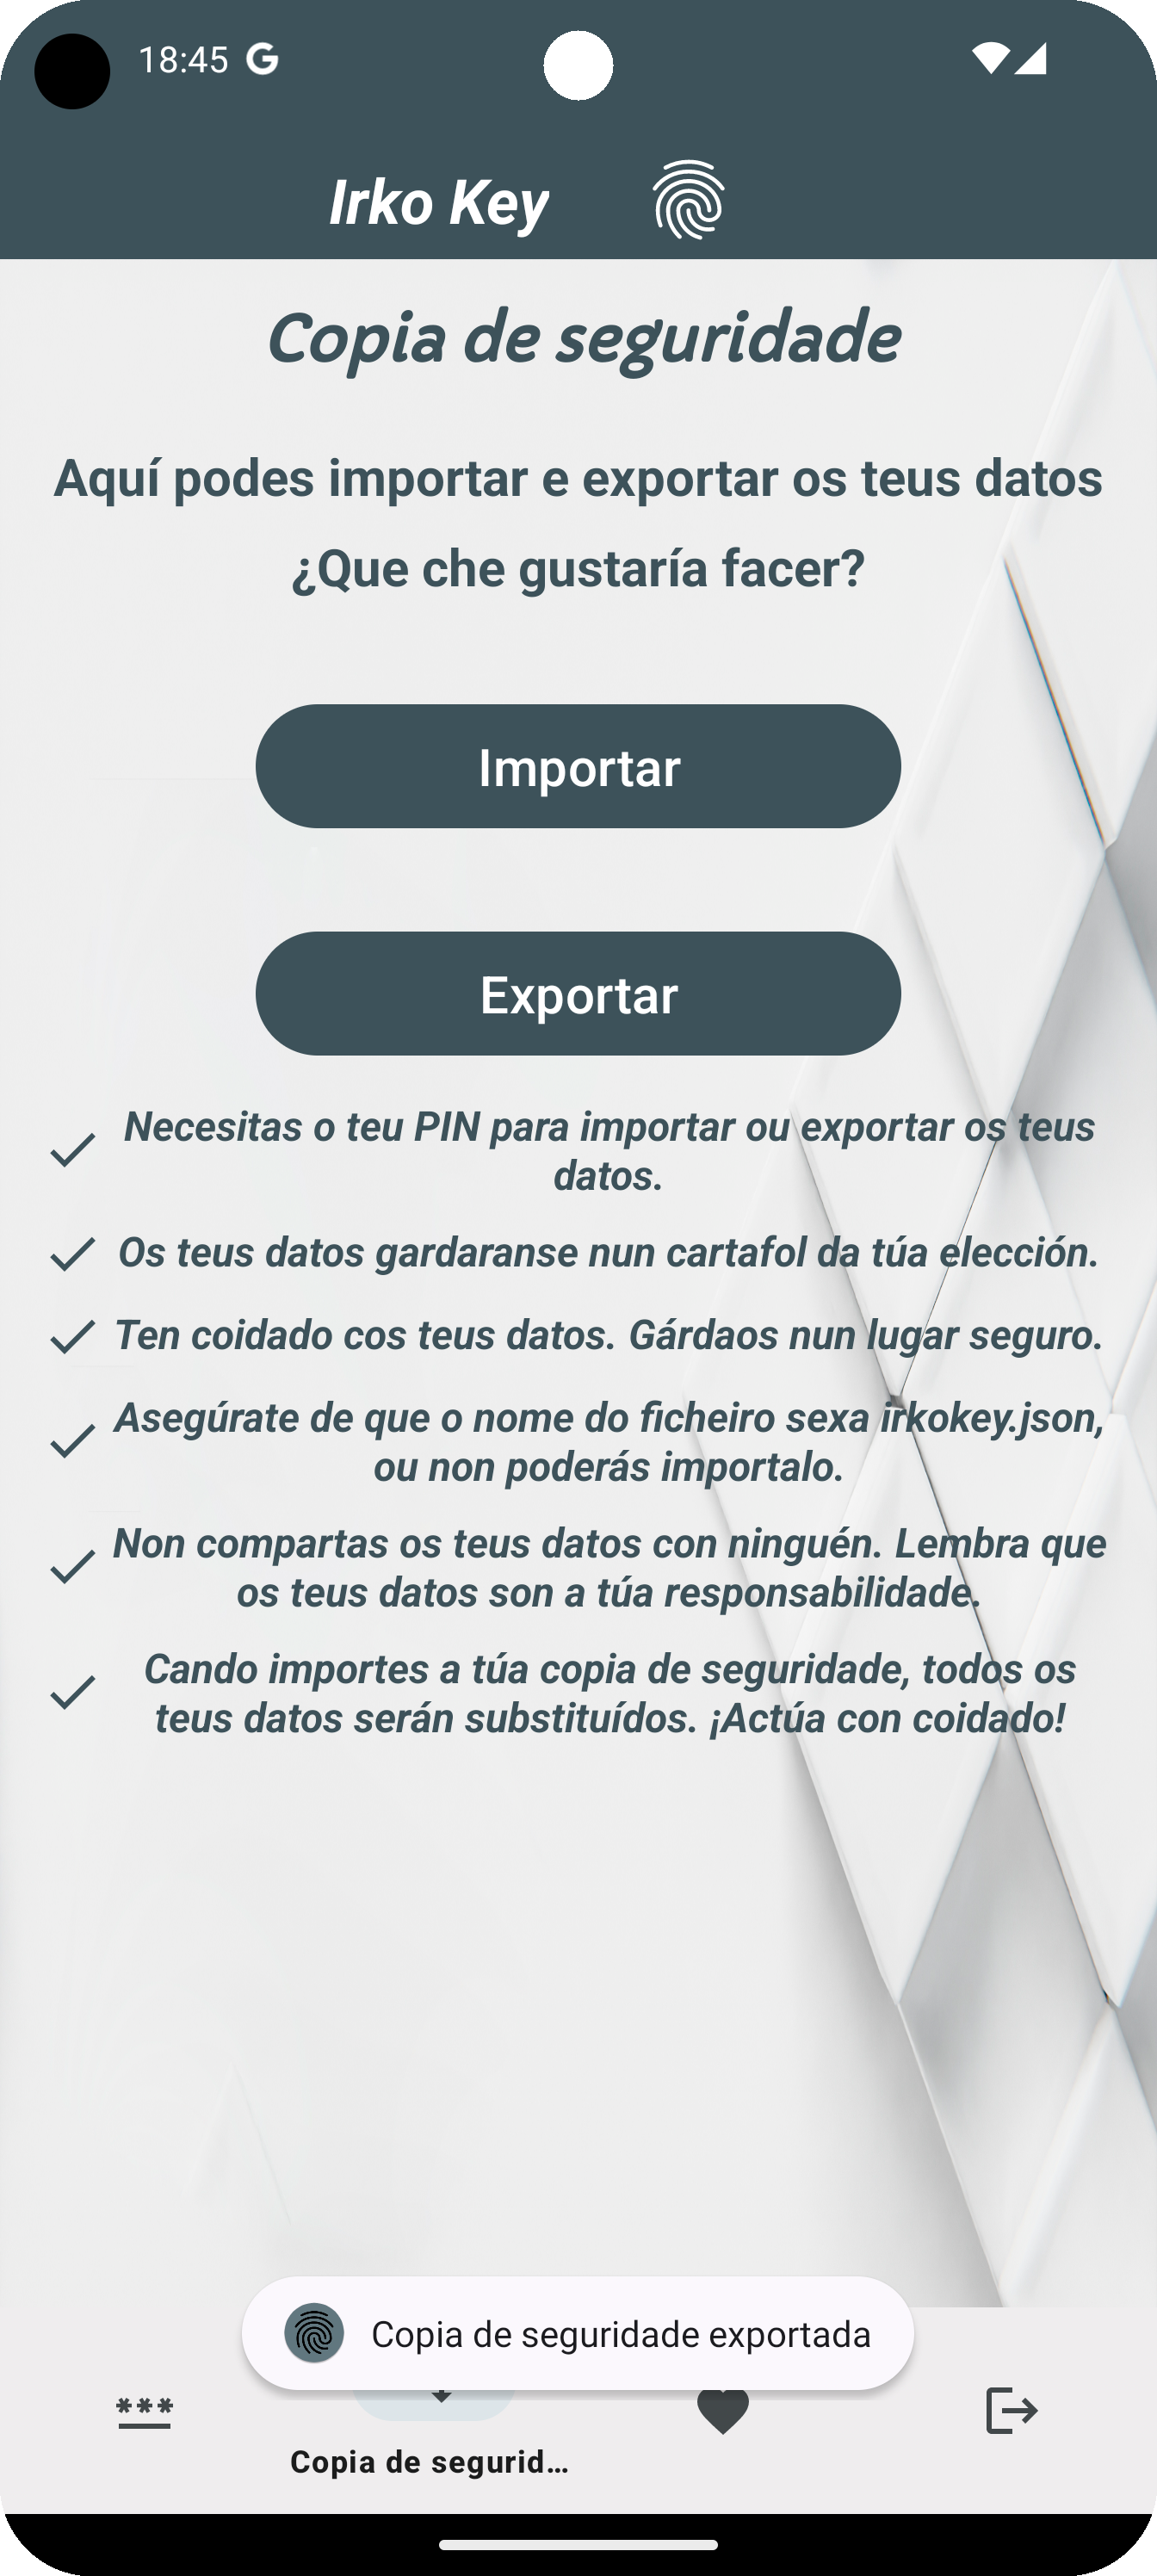 18:45
Irko Key
Copia de seguridade
Aquí podes importar e exportar os teus datos
¿Que che gustaría facer?
Importar
Exportar
Necesitas o teu PIN para importar ou exportar os teus
datos.
Os teus datos gardaranse nun cartafol da túa elección.
Ten coidado cos teus datos. Gárdaos nun lugar seguro.
Asegúrate de que o nome do ficheiro sexa irkokey.json,
ou non poderás importalo.
Non compartas os teus datos con ninguén. Lembra que
os teus datos son a túa responsabilidade.
Cando importes a túa copia de seguridade, todos os
teus datos serán substituídos. ¡Actúa con coidado!
Copia de seguridade exportada
Copia de segurid...